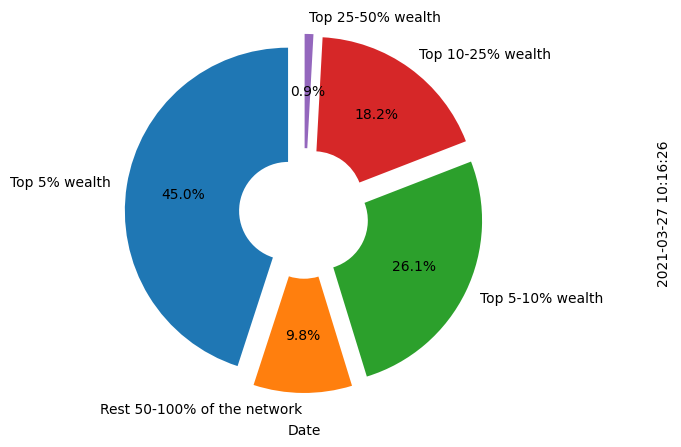 Top 25-50% wealth
Top 10-25% wealth
0.9%
18.2%
Top 5% wealth
45.0%
26.1%
Top 5-10% wealth
9.8%
Rest 50-100% of the network
Date
2021-03-27 10:16:26